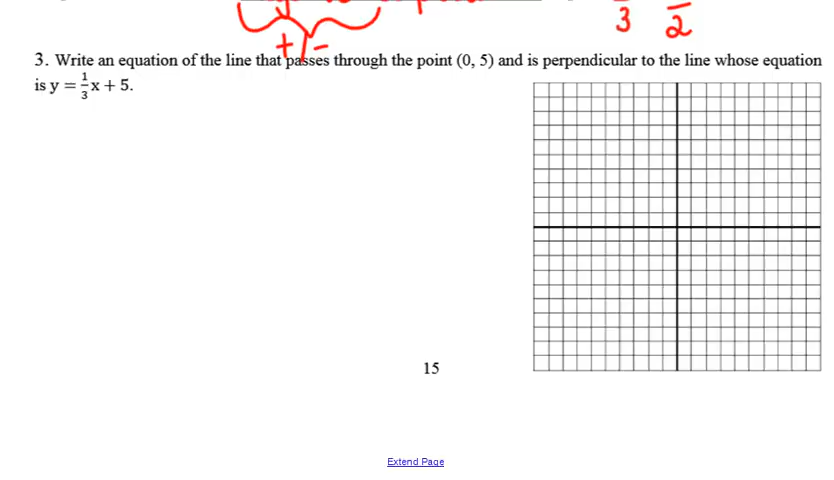 3 2
+/-
3. Write an equation of the line that passes through the point (0, 5) and is perpendicular to the line whose equation
is y = 1/3 x + 5.
15
Extend Page